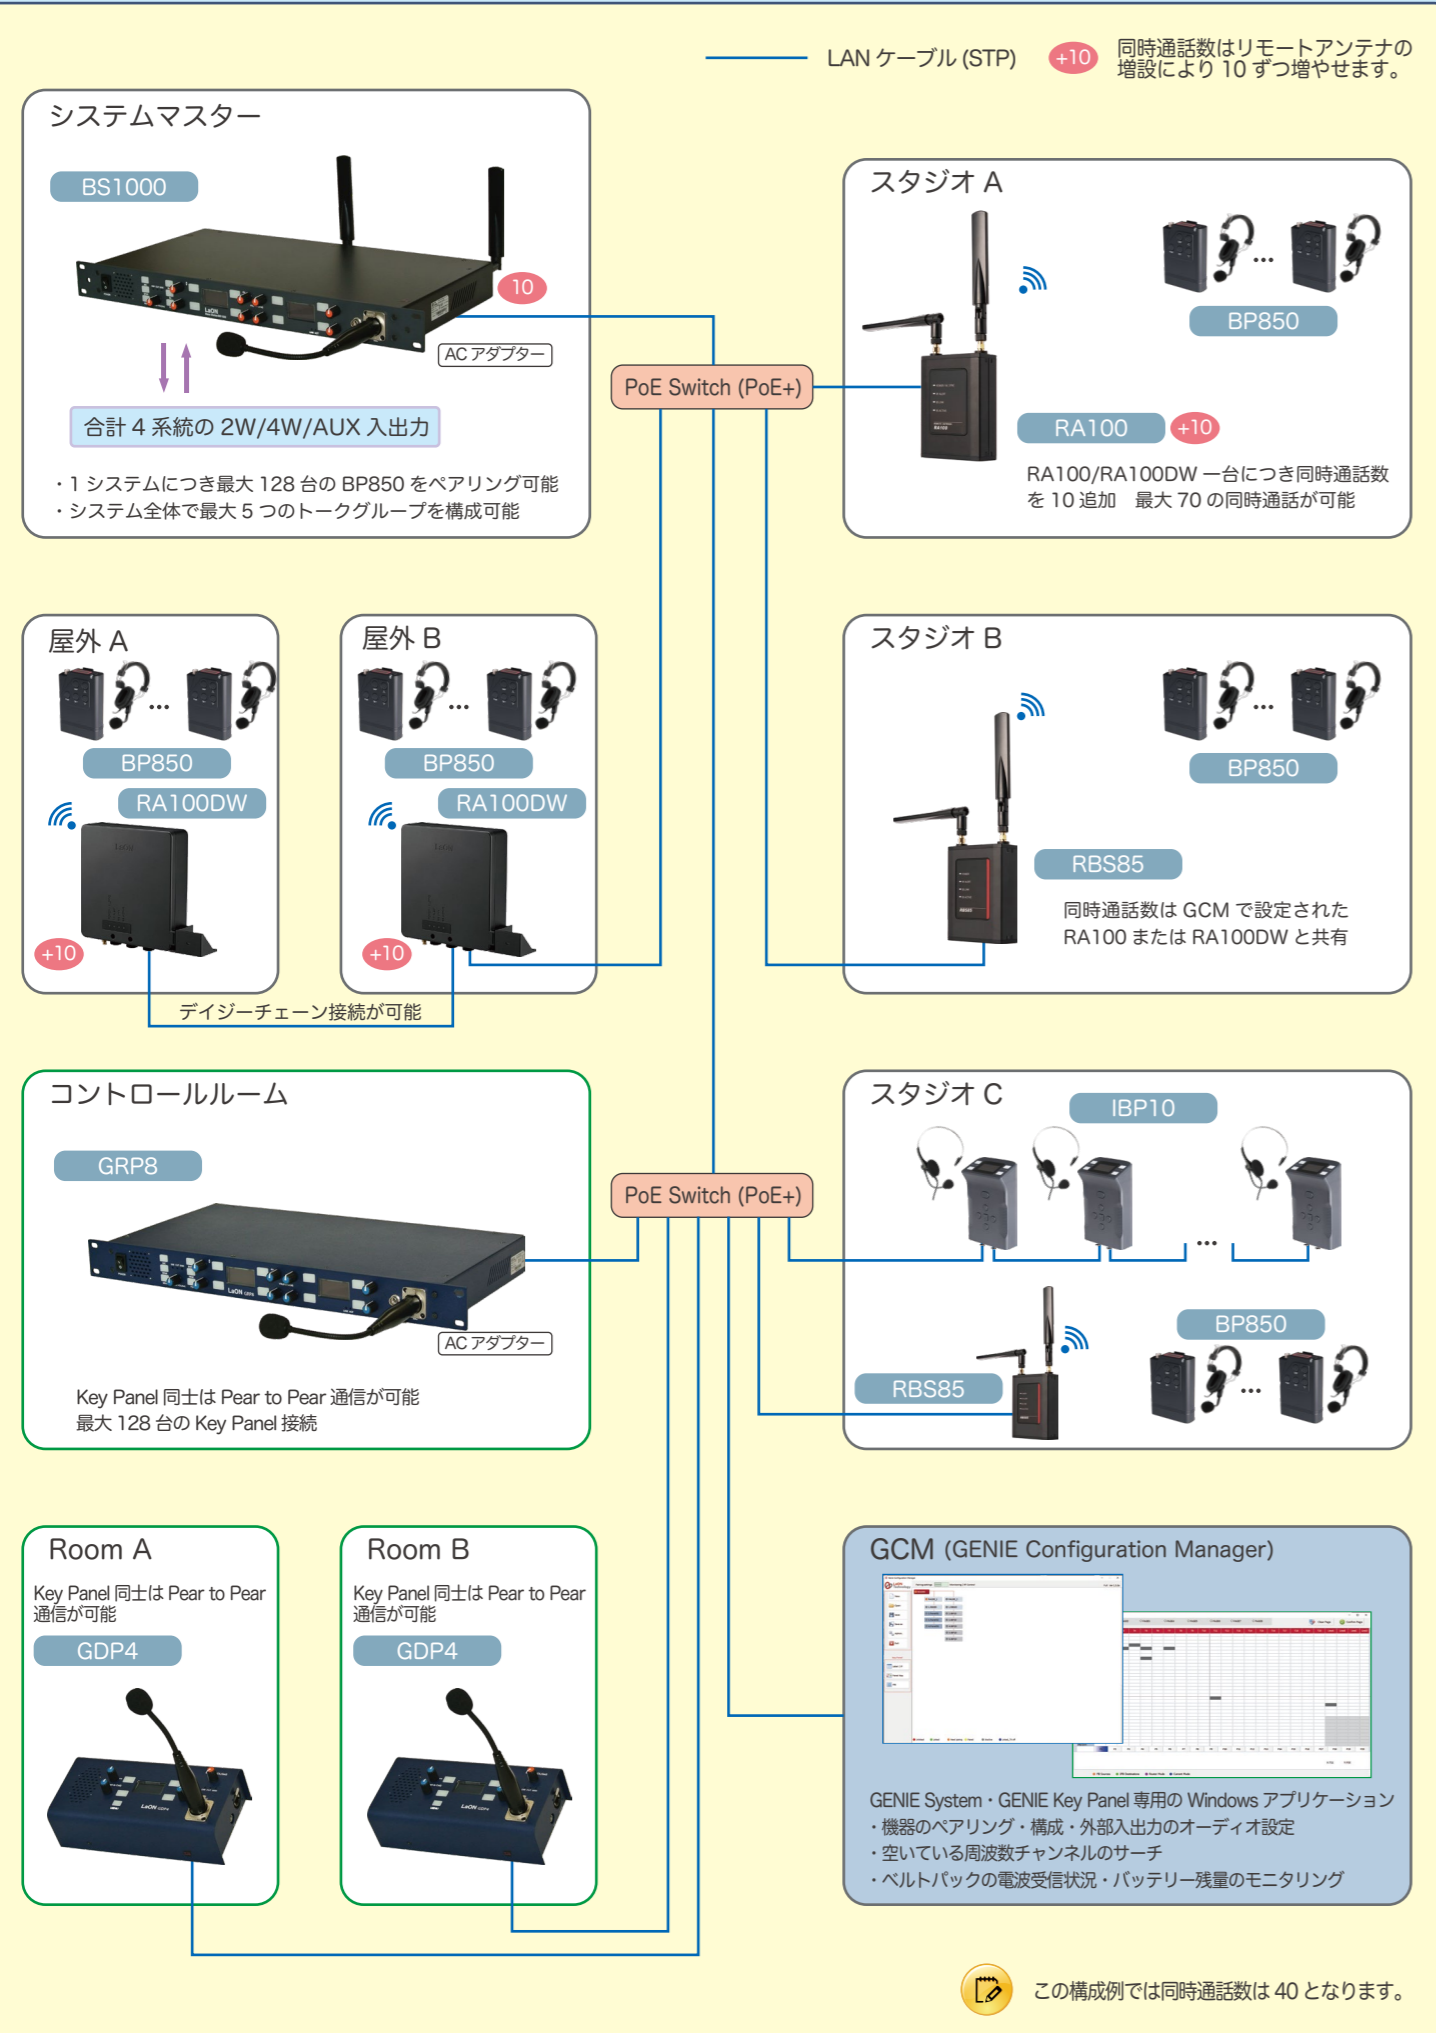 LAN ケーブル (STP)
+10
同時通話数はリモートアンテナの
増設により 10 ずつ増やせます。
システムマスター
BS1000
10
AC アダプター
合計 4 系統の 2W/4W/AUX 入出力
・1 システムにつき最大 128 台の BP850 をペアリング可能
・システム全体で最大 5 つのトークグループを構成可能
PoE Switch (PoE+)
スタジオ A
BP850
RA100
+10
RA100/RA100DW 一台につき同時通話数
を 10 追加　最大 70 の同時通話が可能
屋外 A
BP850
RA100DW
+10
屋外 B
BP850
RA100DW
+10
デイジーチェーン接続が可能
スタジオ B
BP850
RBS85
同時通話数は GCM で設定された
RA100 または RA100DW と共有
コントロールルーム
GRP8
LaON
AC アダプター
Key Panel 同士は Pear to Pear 通信が可能
最大 128 台の Key Panel 接続
PoE Switch (PoE+)
スタジオ C
IBP10
BP850
RBS85
Room A
Key Panel 同士は Pear to Pear
通信が可能
GDP4
LaON GDP4
Room B
Key Panel 同士は Pear to Pear
通信が可能
GDP4
LaON GDP4
GCM (GENIE Configuration Manager)
GENIE System・GENIE Key Panel 専用の Windows アプリケーション
・機器のペアリング・構成・外部入出力のオーディオ設定
・空いている周波数チャンネルのサーチ
・ベルトパックの電波受信状況・バッテリー残量のモニタリング
この構成例では同時通話数は 40 となります。